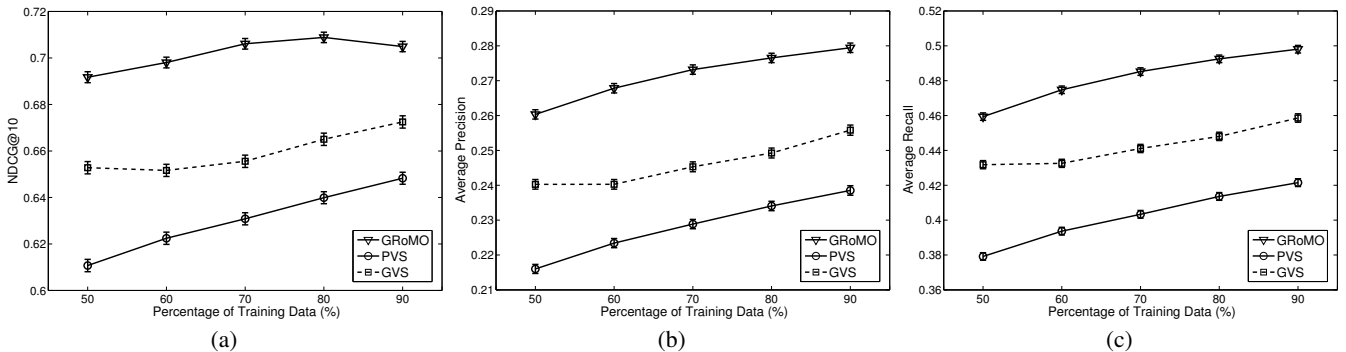 0.72
0.7
0.68
0.66
0.64
0.62
0.6
NDCG@10
50 60 70 80 90
Percentage of Training Data (%)
GRoMO
PVS
GVS
(a)
0.29
0.28
0.27
0.26
0.25
0.24
0.23
0.22
0.21
Average Precision
50 60 70 80 90
Percentage of Training Data (%)
GRoMO
PVS
GVS
(b)
0.52
0.5
0.48
0.46
0.44
0.42
0.4
0.38
0.36
Average Recall
50 60 70 80 90
Percentage of Training Data (%)
GRoMO
PVS
GVS
(c)